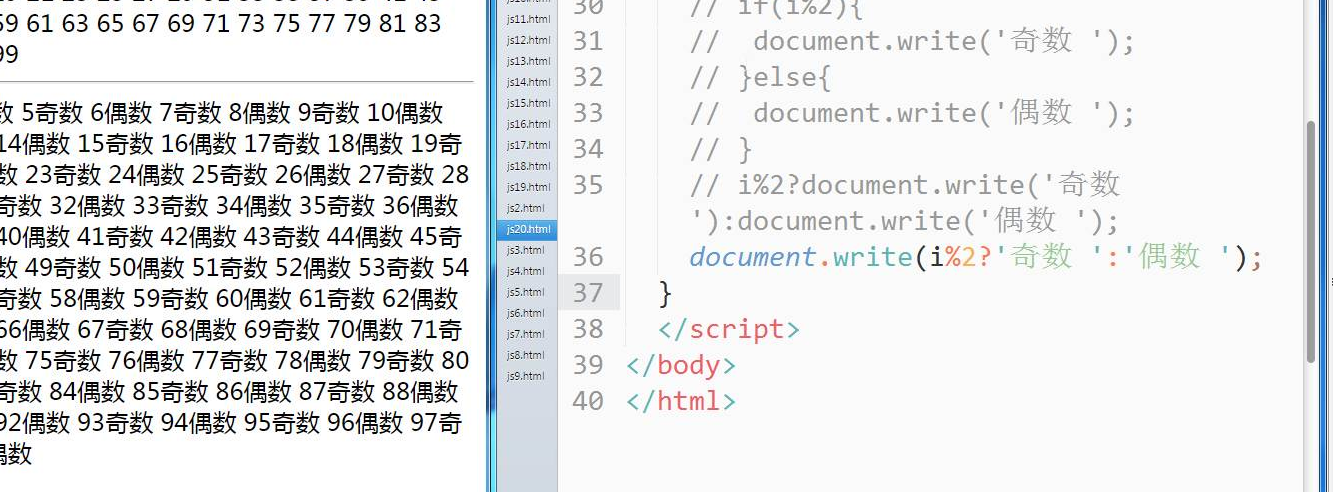 59 61 63 65 67 69 71 73 75 77 79 81 83
99
数 5奇数 6偶数 7奇数 8偶数 9奇数 10偶数
14偶数 15奇数 16偶数 17奇数 18偶数 19奇
数 23奇数 24偶数 25奇数 26偶数 27奇数 28
奇数 32偶数 33奇数 34偶数 35奇数 36偶数
40偶数 41奇数 42偶数 43奇数 44偶数 45奇
数 49奇数 50偶数 51奇数 52偶数 53奇数 54
奇数 58偶数 59奇数 60偶数 61奇数 62偶数
66偶数 67奇数 68偶数 69奇数 70偶数 71奇
数 75奇数 76偶数 77奇数 78偶数 79奇数 80
奇数 84偶数 85奇数 86偶数 87奇数 88偶数
92偶数 93奇数 94偶数 95奇数 96偶数 97奇
偶数
js11.html
js12.html
js13.html
js14.html
js15.html
js16.html
js17.html
js18.html
js19.html
js2.html
js20.html
js3.html
js4.html
js5.html
js6.html
js7.html
js8.html
js9.html
30 // if(i%2){
31 // document.write('奇数 ');
32 // }else{
33 // document.write('偶数 ');
34 // }
35 // i%2?document.write('奇数
'):document.write('偶数 ');
36 document.write(i%2?'奇数 ':'偶数 ');
37 }
38 </script>
39 </body>
40 </html>